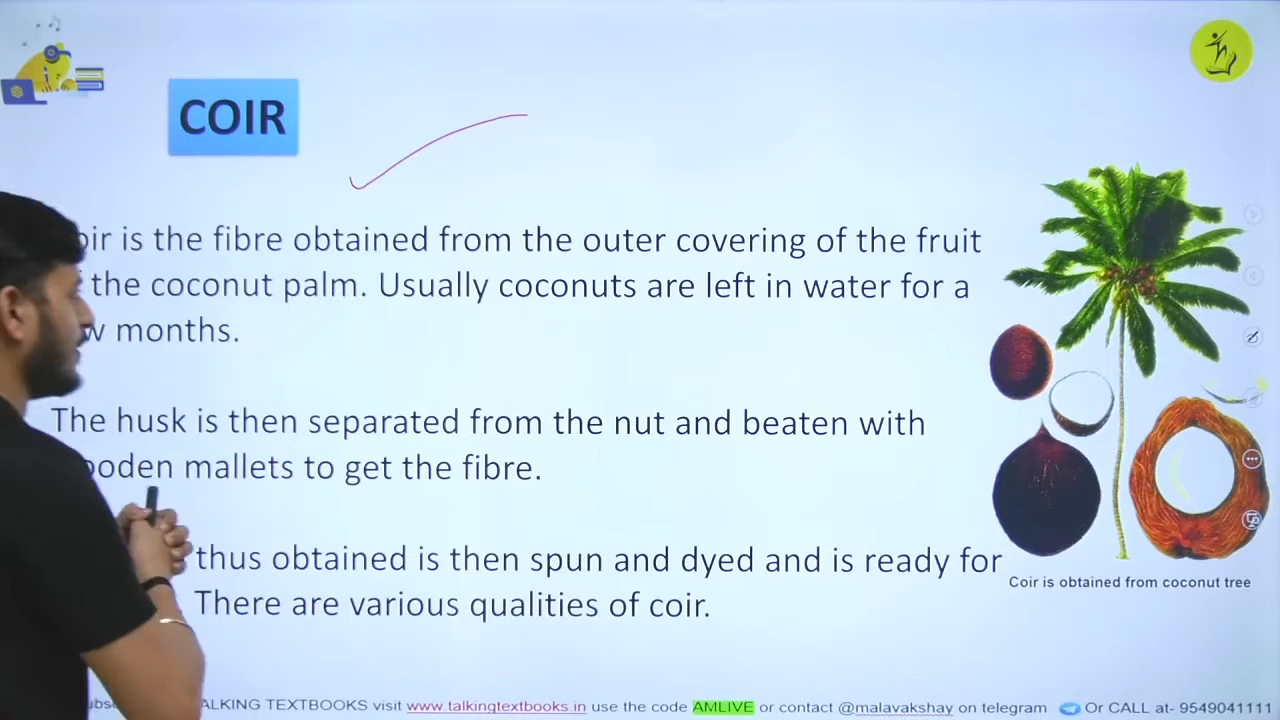 COIR
oir is the fibre obtained from the outer covering of the fruit
the coconut palm. Usually coconuts are left in water for a
w months.
The husk is then separated from the nut and beaten with
ooden mallets to get the fibre.
thus obtained is then spun and dyed and is ready for
There are various qualities of coir.
Coir is obtained from coconut tree
ALKING TEXTBOOKS visit www.talkingtextbooks.in use the code AMLIVE or contact @malavakshay on telegram Or CALL at- 9549041111